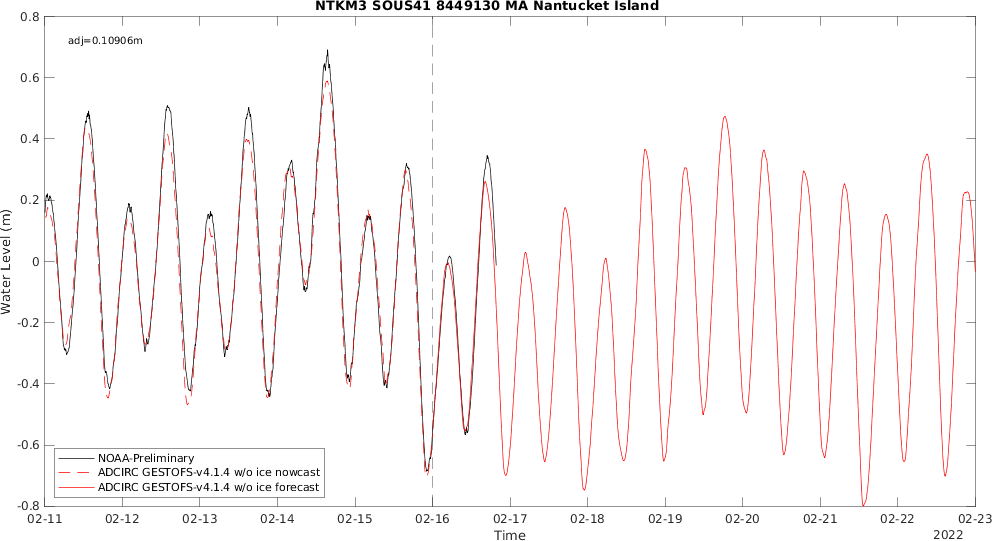 NTKM3 SOUS41 8449130 MA Nantucket Island
adj=0.10906m
0.8
0.6
0.4
0.2
0
-0.2
-0.4
-0.6
-0.8
Water Level (m)
NOAA-Preliminary
ADCIRC GESTOFS-v4.1.4 w/o ice nowcast
ADCIRC GESTOFS-v4.1.4 w/o ice forecast
02-11 02-12 02-13 02-14 02-15 02-16 02-17 02-18 02-19 02-20 02-21 02-22 02-23
Time
2022